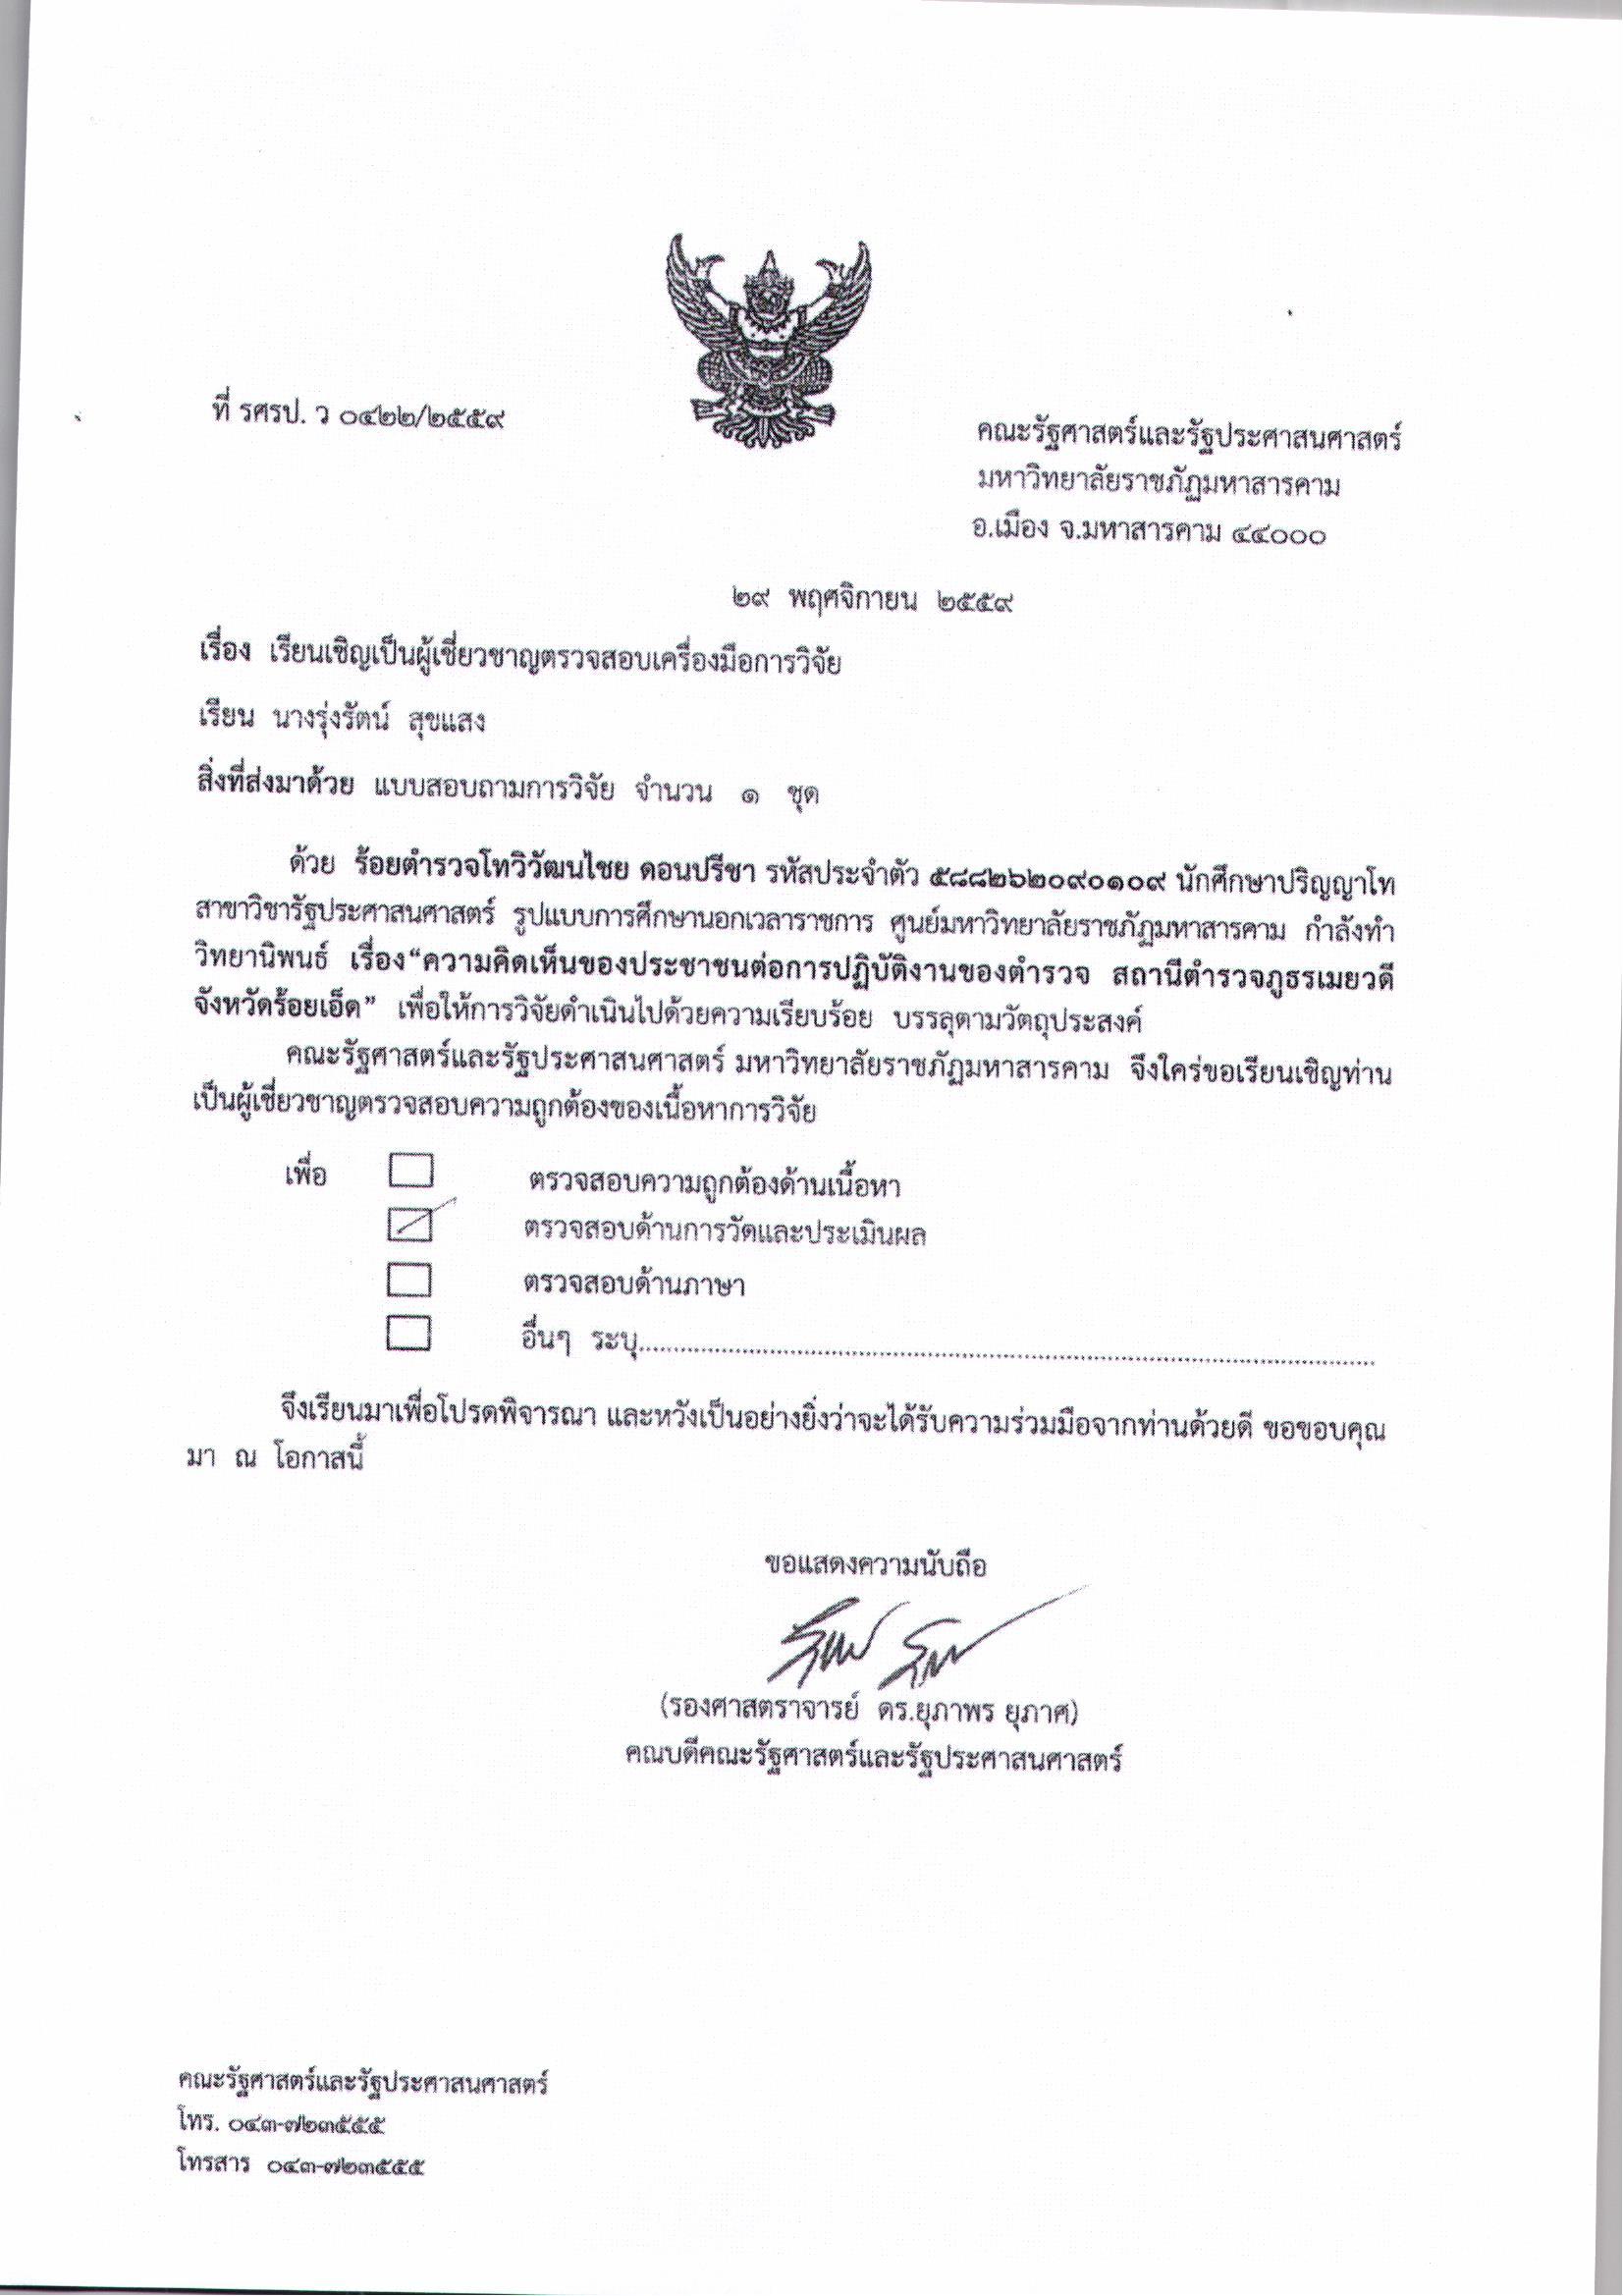 ที่ รศรป. ว ๐๔๒๒/๒๕๕๙
คณะรัฐศาสตร์และรัฐประศาสนศาสตร์
มหาวิทยาลัยราชภัฏมหาสารคาม
อ.เมือง จ.มหาสารคาม ๔๔๐๐๐
๒๙ พฤศจิกายน ๒๕๕๙
เรื่อง เรียนเชิญเป็นผู้เชี่ยวชาญตรวจสอบเครื่องมือการวิจัย
เรียน นางรุ่งรัตน์ สุขแสง
สิ่งที่ส่งมาด้วย แบบสอบถามการวิจัย จำนวน ๑ ชุด
ด้วย ร้อยตำรวจโทวิวัฒนไชย ดอนปรีชา รหัสประจำตัว ๕๘๘๒๖๒๐๙๐๑๐๙ นักศึกษาปริญญาโท
สาขาวิชารัฐประศาสนศาสตร์ รูปแบบการศึกษานอกเวลาราชการ ศูนย์มหาวิทยาลัยราชภัฏมหาสารคาม กำลังทำ
วิทยานิพนธ์ เรื่อง“ความคิดเห็นของประชาชนต่อการปฏิบัติงานของตำรวจ สถานีตำรวจภูธรเมยวดี
จังหวัดร้อยเอ็ด” เพื่อให้การวิจัยดำเนินไปด้วยความเรียบร้อย บรรลุตามวัตถุประสงค์
คณะรัฐศาสตร์และรัฐประศาสนศาสตร์ มหาวิทยาลัยราชภัฏมหาสารคาม จึงใคร่ขอเรียนเชิญท่าน
เป็นผู้เชี่ยวชาญตรวจสอบความถูกต้องของเนื้อหาการวิจัย
เพื่อ ตรวจสอบความถูกต้องด้านเนื้อหา
ตรวจสอบด้านการวัดและประเมินผล
ตรวจสอบด้านภาษา
อื่นๆ ระบุ..........................................................................................
จึงเรียนมาเพื่อโปรดพิจารณา และหวังเป็นอย่างยิ่งว่าจะได้รับความร่วมมือจากท่านด้วยดี ขอขอบคุณ
มา ณ โอกาสนี้
ขอแสดงความนับถือ
(รองศาสตราจารย์ ดร.ยุภาพร ยุภาศ)
คณบดีคณะรัฐศาสตร์และรัฐประศาสนศาสตร์
คณะรัฐศาสตร์และรัฐประศาสนศาสตร์
โทร. ๐๔๓-๗๒๓๕๕๕
โทรสาร ๐๔๓-๗๒๓๕๕๕